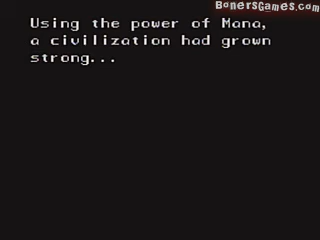 BonersGames.com
Using the power of Mana,
a civilization had grown
strong...